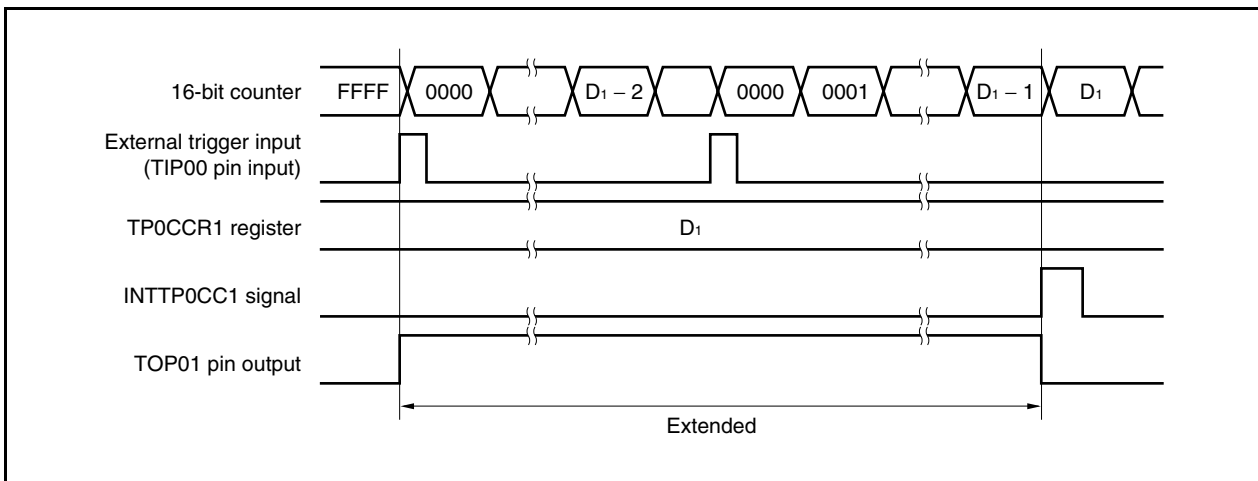 16-bit counter FFFF 0000 D₁ − 2 0000 0001 D₁ − 1 D₁
External trigger input
(TIP00 pin input)
TP0CCR1 register D₁
INTTP0CC1 signal
TOP01 pin output
Extended